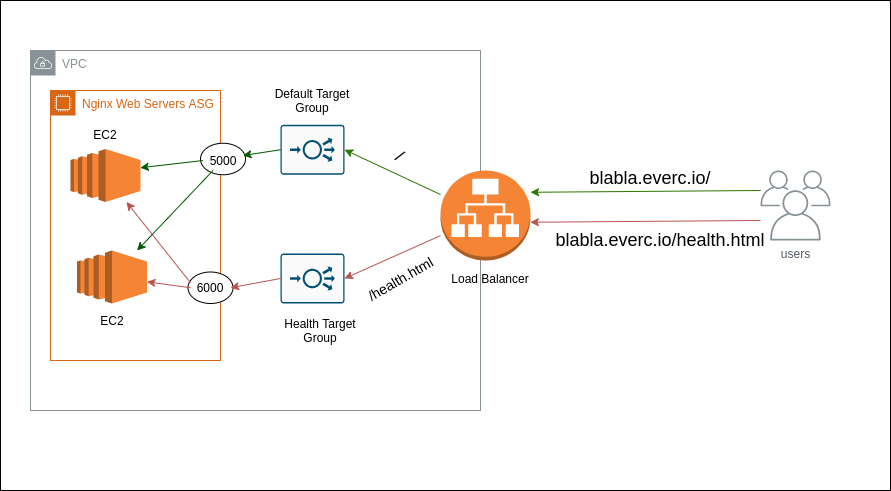 VPC
Nginx Web Servers ASG
EC2
5000
Default Target
Group
/
blabla.everc.io/
blabla.everc.io/health.html
users
Load Balancer
/health.html
6000
EC2
Health Target
Group